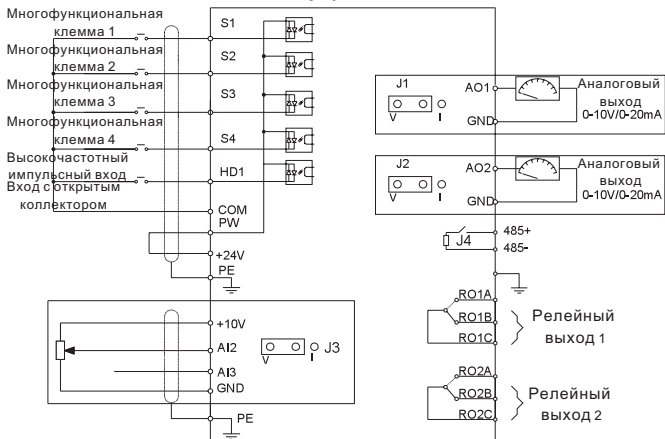 Многофункциональная
клемма 1
Многофункциональная
клемма 2
Многофункциональная
клемма 3
Многофункциональная
клемма 4
Высокочастотный
импульсный вход
Вход с открытым
коллектором
S1
S2
S3
S4
HD1
COM
PW
+24V
PE
+10V
AI2
AI3
GND
J3
V
I
PE
J1
V
I
AO1
GND
Аналоговый
выход
0-10V/0-20mA
J2
V
I
AO2
GND
Аналоговый
выход
0-10V/0-20mA
J4
485+
485-
RO1A
RO1B
RO1C
Релейный
выход 1
RO2A
RO2B
RO2C
Релейный
выход 2